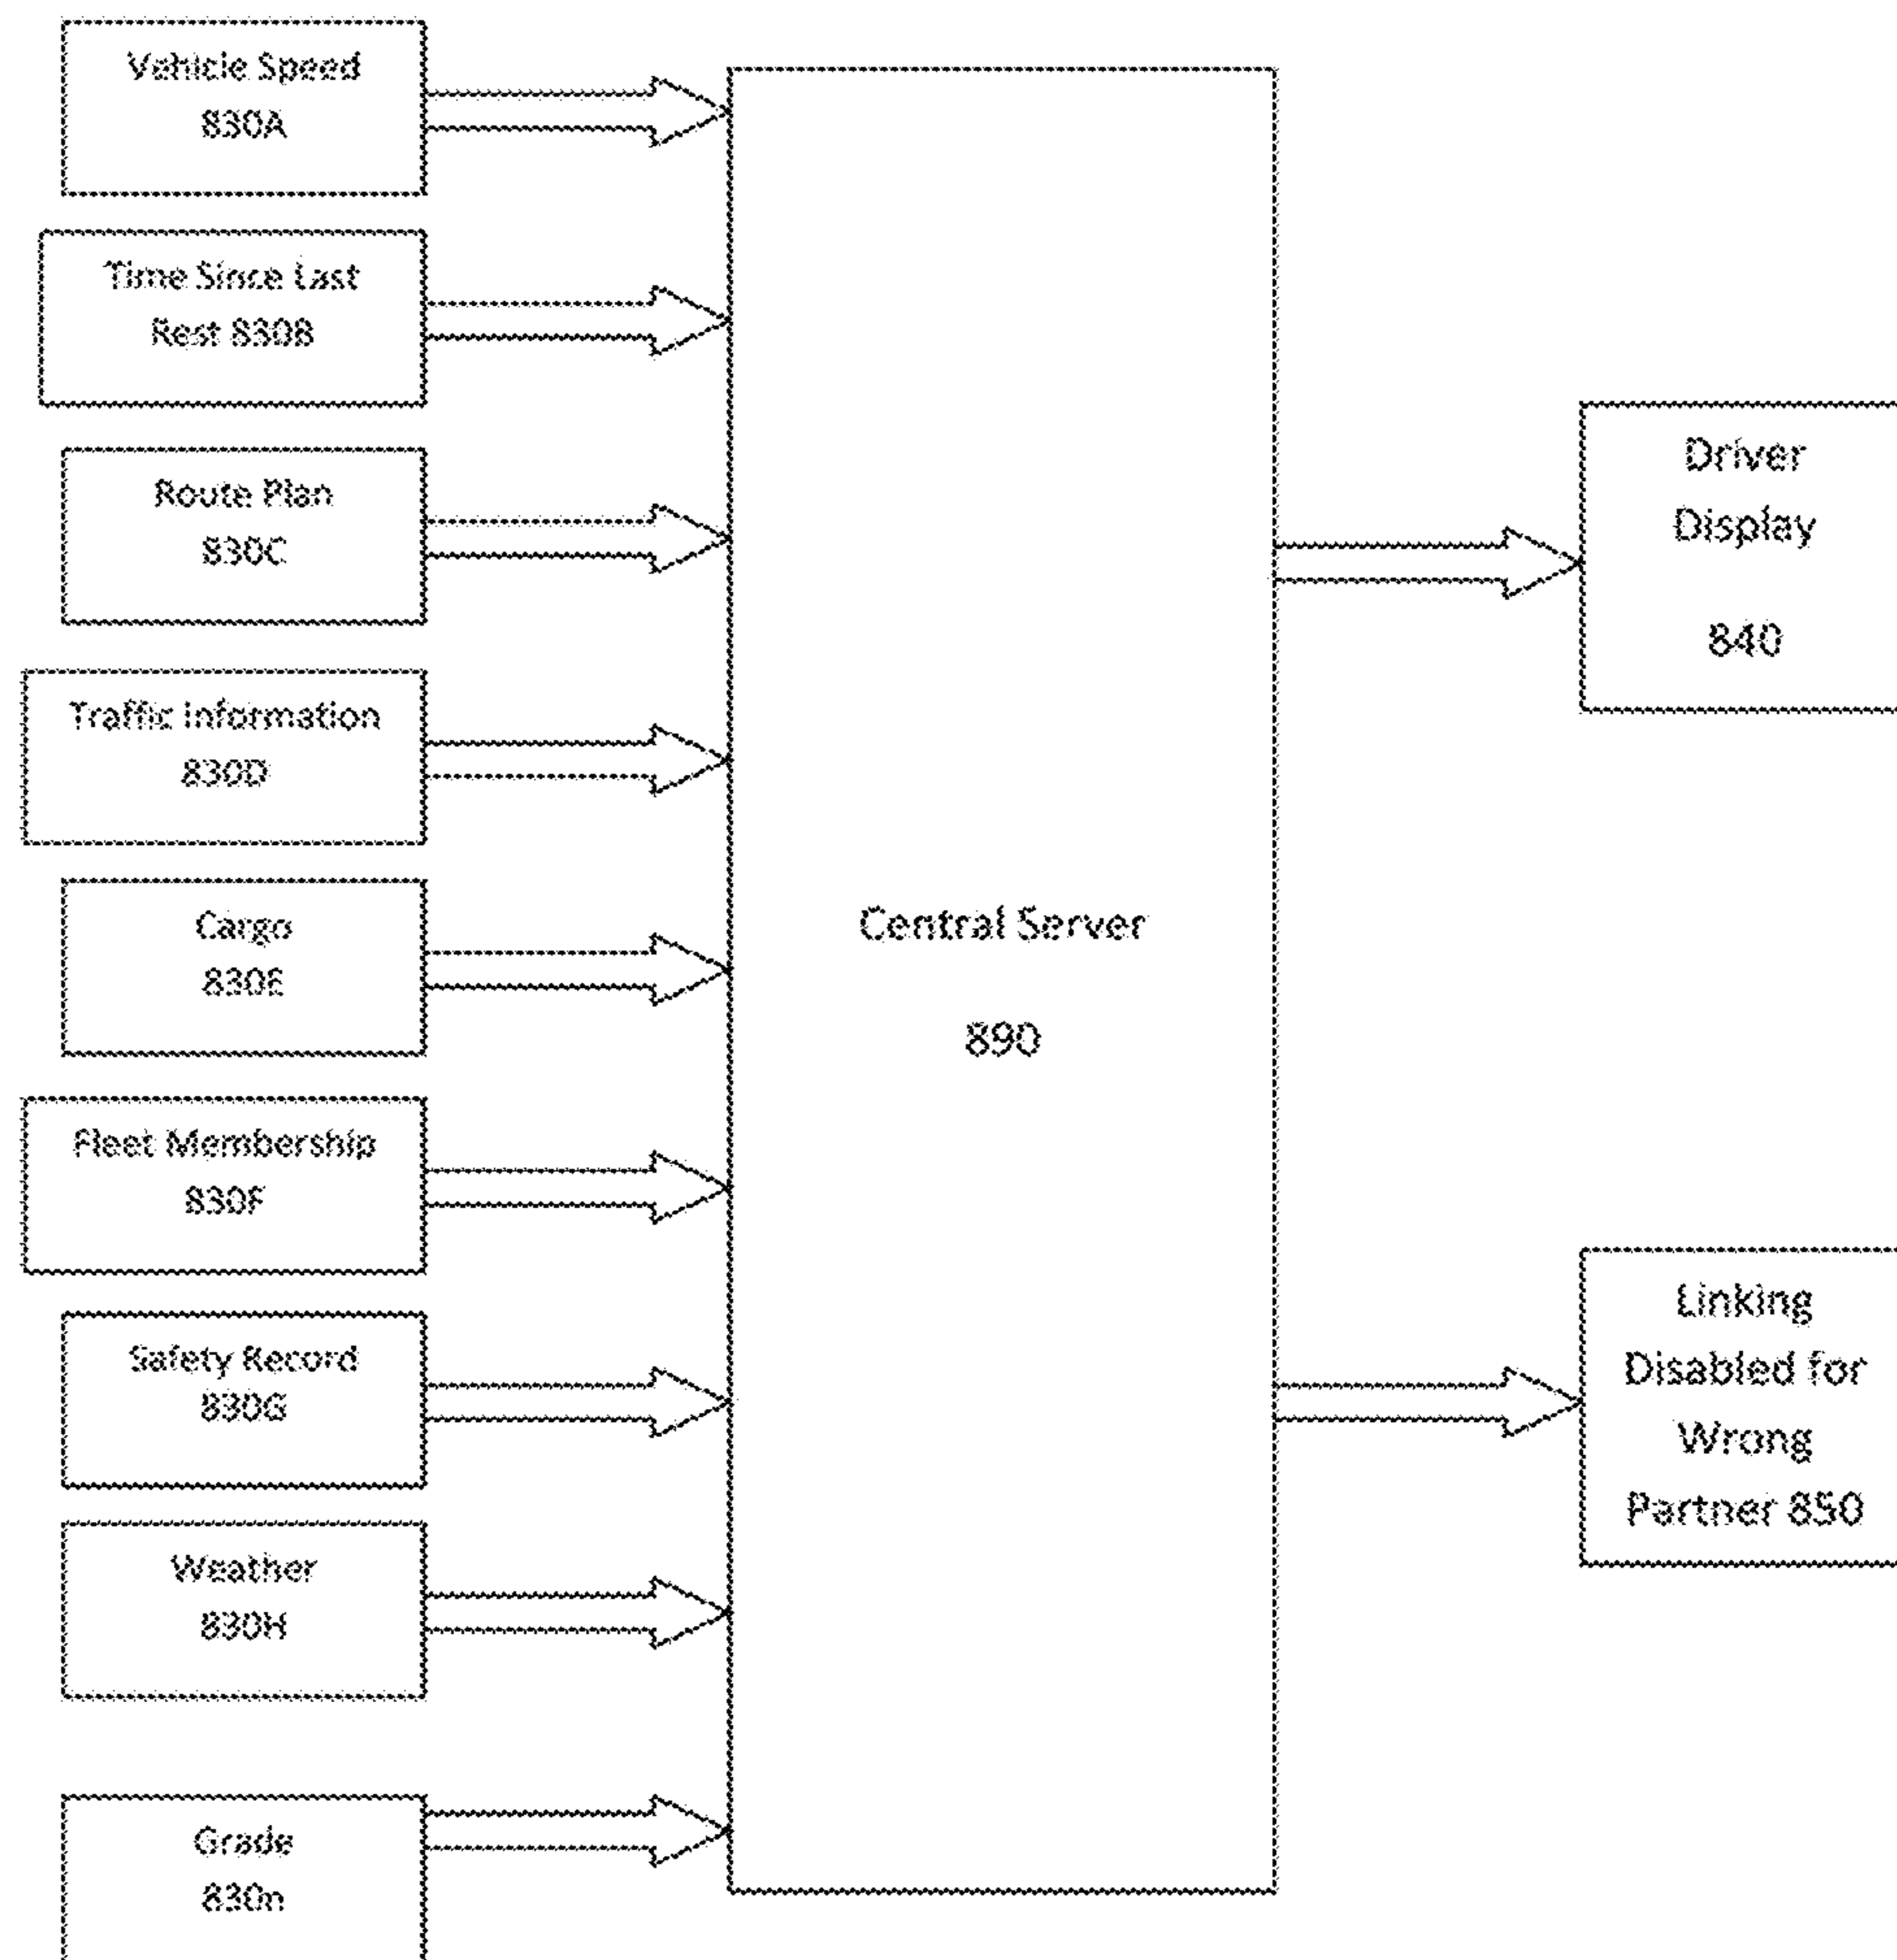 Vehicle Speed
830A
Time Since Last
Rest 830B
Route Plan
830C
Traffic Information
830D
Cargo
830E
Fleet Membership
830F
Safety Record
830G
Weather
830H
Grade
830n
Central Server
890
Driver
Display
840
Linking
Disabled for
Wrong
Partner 850